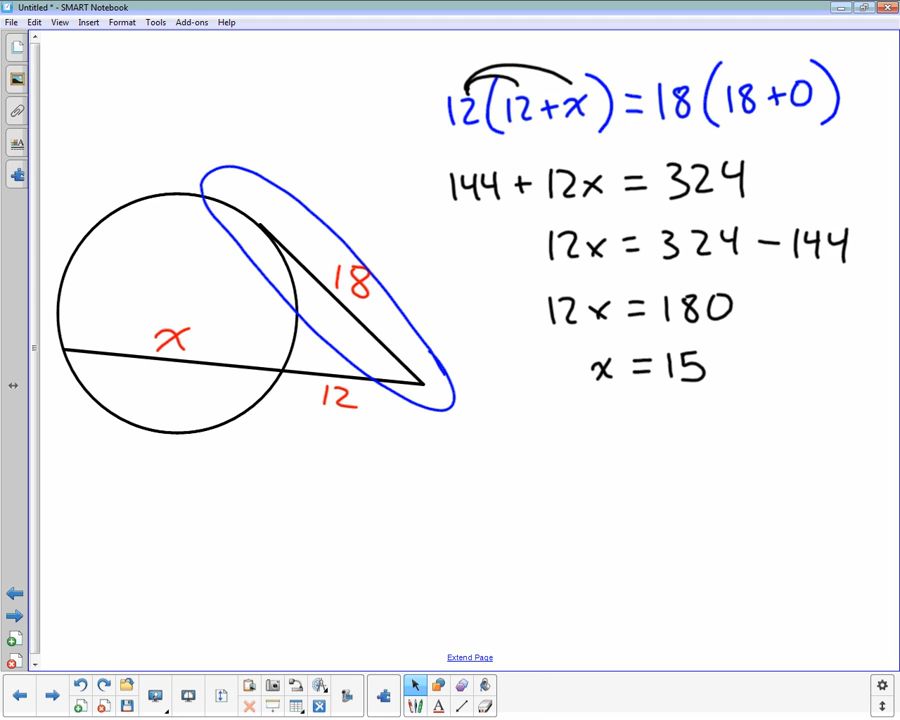 Untitled * - SMART Notebook
File Edit View Insert Format Tools Add-ons Help
12(12+x) = 18(18+0)
144 + 12x = 324
12x = 324 - 144
12x = 180
x = 15
18
x
12
Extend Page